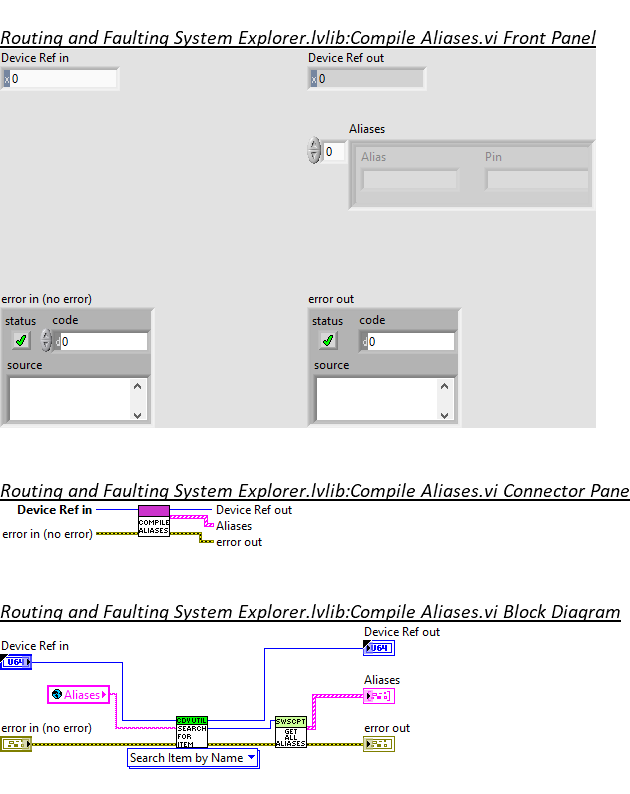 Routing and Faulting System Explorer.lvlib:Compile Aliases.vi Front Panel
Device Ref in
Device Ref out
x 0
x 0
Aliases
0
Alias
Pin
error in (no error)
error out
status
code
status
code
d 0
d 0
source
source
Routing and Faulting System Explorer.lvlib:Compile Aliases.vi Connector Pane
Device Ref in
Device Ref out
COMPILE
ALIASES
Aliases
error in (no error)
error out
Routing and Faulting System Explorer.lvlib:Compile Aliases.vi Block Diagram
Device Ref out
Device Ref in
U64
U64
Aliases
Aliases
error in (no error)
SEARCH
FOR
ITEM
SWSCPT
GET
ALL
ALIASES
error out
Search Item by Name